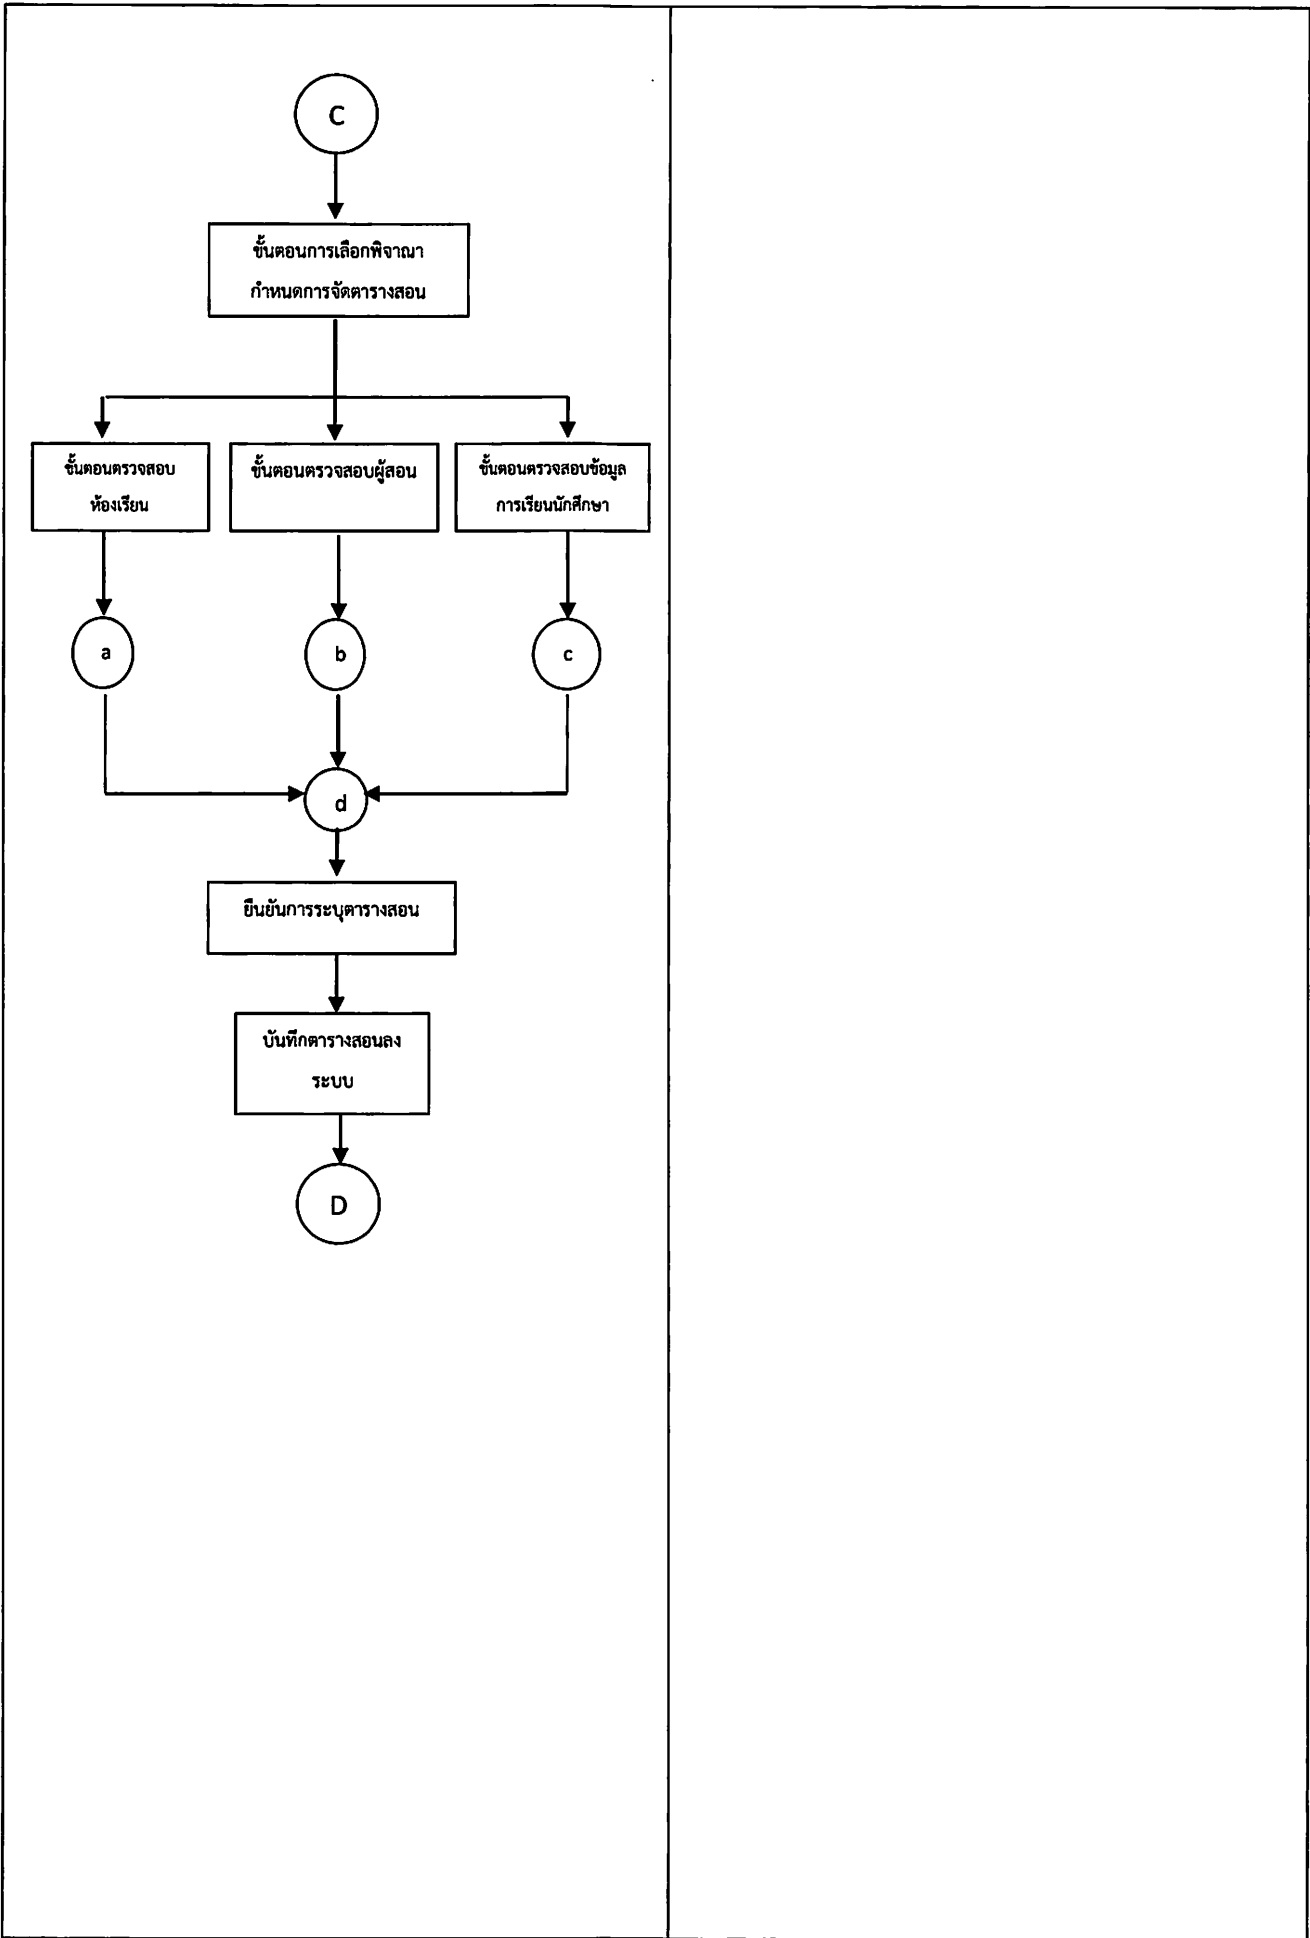 C
ขั้นตอนการเลือกพิจาณา
กำหนดการจัดตารางสอน
ขั้นตอนตรวจสอบ
ห้องเรียน
ขั้นตอนตรวจสอบผู้สอน
ขั้นตอนตรวจสอบข้อมูล
การเรียนนักศึกษา
a
b
c
d
ยืนยันการระบุตารางสอน
บันทึกตารางสอนลง
ระบบ
D